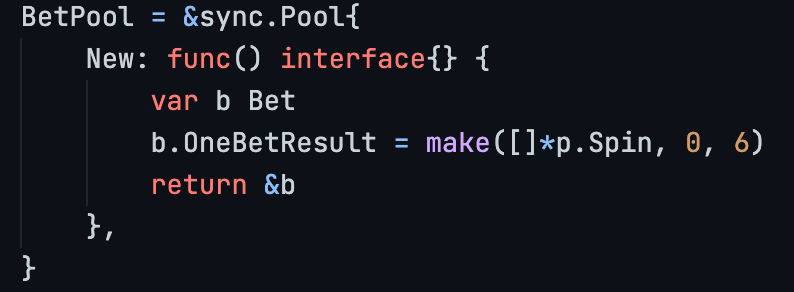 BetPool = &sync.Pool{
    New: func() interface{} {
        var b Bet
        b.OneBetResult = make([]*p.Spin, 0, 6)
        return &b
    },
}